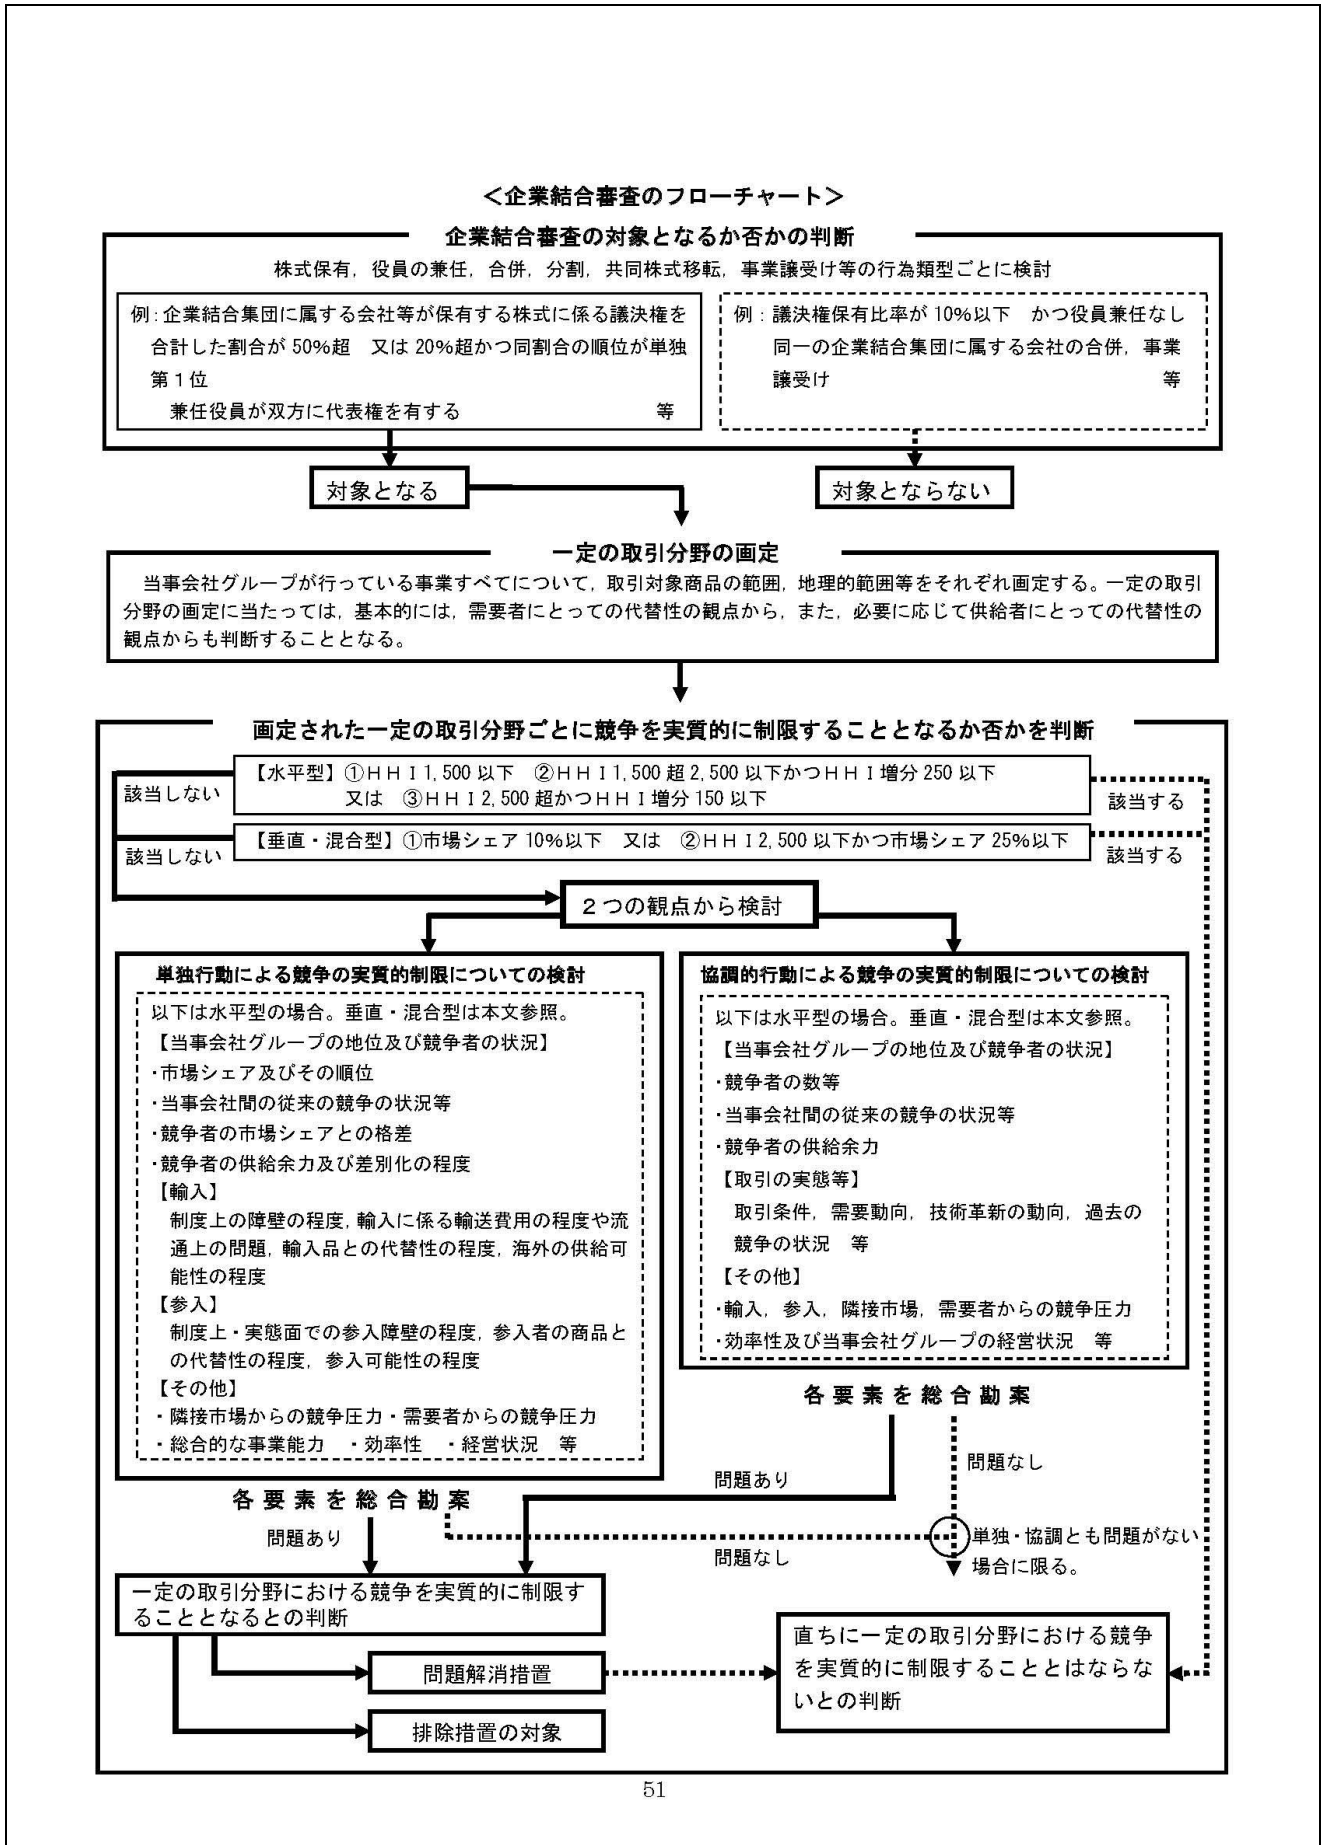 ＜企業結合審査のフローチャート＞
企業結合審査の対象となるか否かの判断
株式保有，役員の兼任，合併，分割，共同株式移転，事業譲受け等の行為類型ごとに検討
例：企業結合集団に属する会社等が保有する株式に係る議決権を
合計した割合が 50％超　又は 20％超かつ同割合の順位が単独
第１位
兼任役員が双方に代表権を有する　　　　　　　　　　等
例：議決権保有比率が 10％以下　かつ役員兼任なし
同一の企業結合集団に属する会社の合併，事業
譲受け　　　　　　　　　　　　　　　　　等
対象となる
対象とならない
一定の取引分野の画定
当事会社グループが行っている事業すべてについて，取引対象商品の範囲，地理的範囲等をそれぞれ画定する。一定の取引
分野の画定に当たっては，基本的には，需要者にとっての代替性の観点から，また，必要に応じて供給者にとっての代替性の
観点からも判断することとなる。
画定された一定の取引分野ごとに競争を実質的に制限することとなるか否かを判断
【水平型】①ＨＨＩ1,500 以下　②ＨＨＩ1,500 超 2,500 以下かつＨＨＩ増分 250 以下
又は　③ＨＨＩ2,500 超かつＨＨＩ増分 150 以下
該当しない
該当する
【垂直・混合型】①市場シェア 10％以下　又は　②ＨＨＩ2,500 以下かつ市場シェア 25％以下
該当しない
該当する
２つの観点から検討
単独行動による競争の実質的制限についての検討
以下は水平型の場合。垂直・混合型は本文参照。
【当事会社グループの地位及び競争者の状況】
・市場シェア及びその順位
・当事会社間の従来の競争の状況等
・競争者の市場シェアとの格差
・競争者の供給余力及び差別化の程度
【輸入】
制度上の障壁の程度，輸入に係る輸送費用の程度や流
通上の問題，輸入品との代替性の程度，海外の供給可
能性の程度
【参入】
制度上・実態面での参入障壁の程度，参入者の商品と
の代替性の程度，参入可能性の程度
【その他】
・隣接市場からの競争圧力・需要者からの競争圧力
・総合的な事業能力　・効率性　・経営状況　等
協調的行動による競争の実質的制限についての検討
以下は水平型の場合。垂直・混合型は本文参照。
【当事会社グループの地位及び競争者の状況】
・競争者の数等
・当事会社間の従来の競争の状況等
・競争者の供給余力
【取引の実態等】
取引条件，需要動向，技術革新の動向，過去の
競争の状況　等
【その他】
・輸入，参入，隣接市場，需要者からの競争圧力
・効率性及び当事会社グループの経営状況　等
各要素を総合勘案
問題なし
問題あり
各要素を総合勘案
問題あり
問題なし
単独・協調とも問題がない
場合に限る。
一定の取引分野における競争を実質的に制限す
ることとなるとの判断
問題解消措置
排除措置の対象
直ちに一定の取引分野における競争
を実質的に制限することとはならな
いとの判断
51